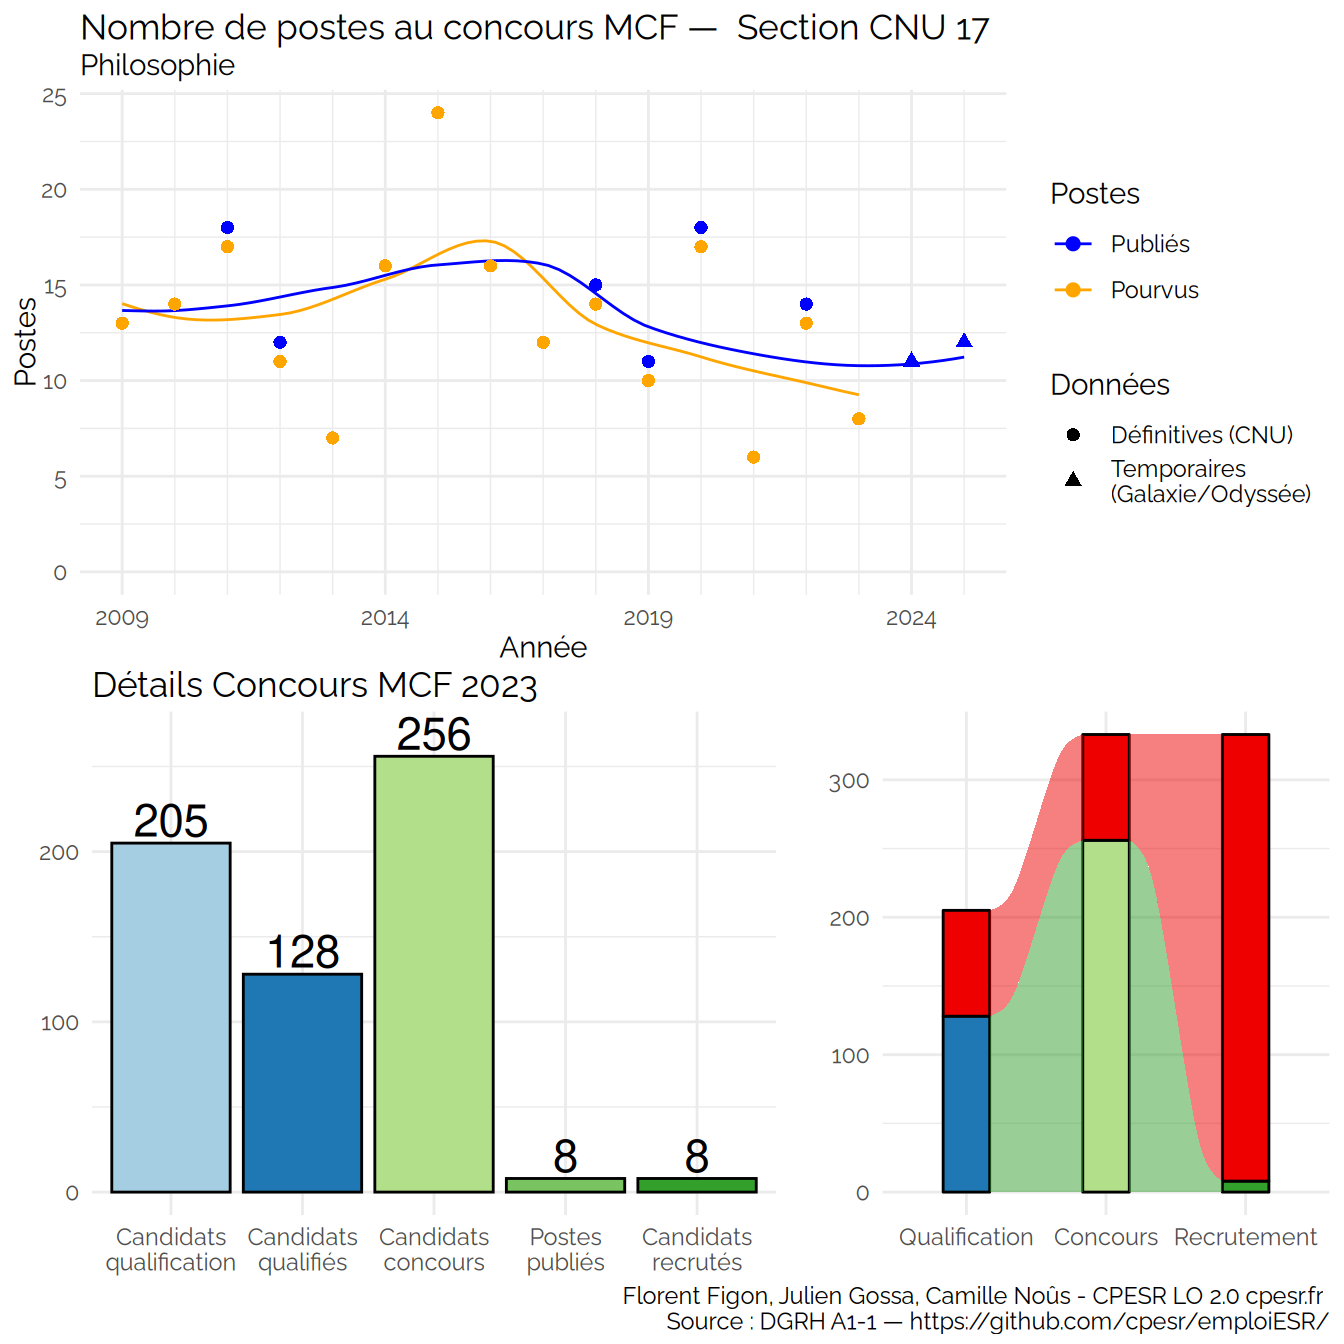 Nombre de postes au concours MCF — Section CNU 17
Philosophie
25
20
15
10
5
0
Postes
2009 2014 2019 2024
Année
Postes
Publiés
Pourvus
Données
Définitives (CNU)
Temporaires
(Galaxie/Odyssée)
Détails Concours MCF 2023
200
100
0
205
128
256
8
8
Candidats
qualification
Candidats
qualifiés
Candidats
concours
Postes
publiés
Candidats
recrutés
300
200
100
0
Qualification Concours Recrutement
Florent Figon, Julien Gossa, Camille Noûs - CPESR LO 2.0 cpesr.fr
Source : DGRH A1-1 — https://github.com/cpesr/emploiESR/